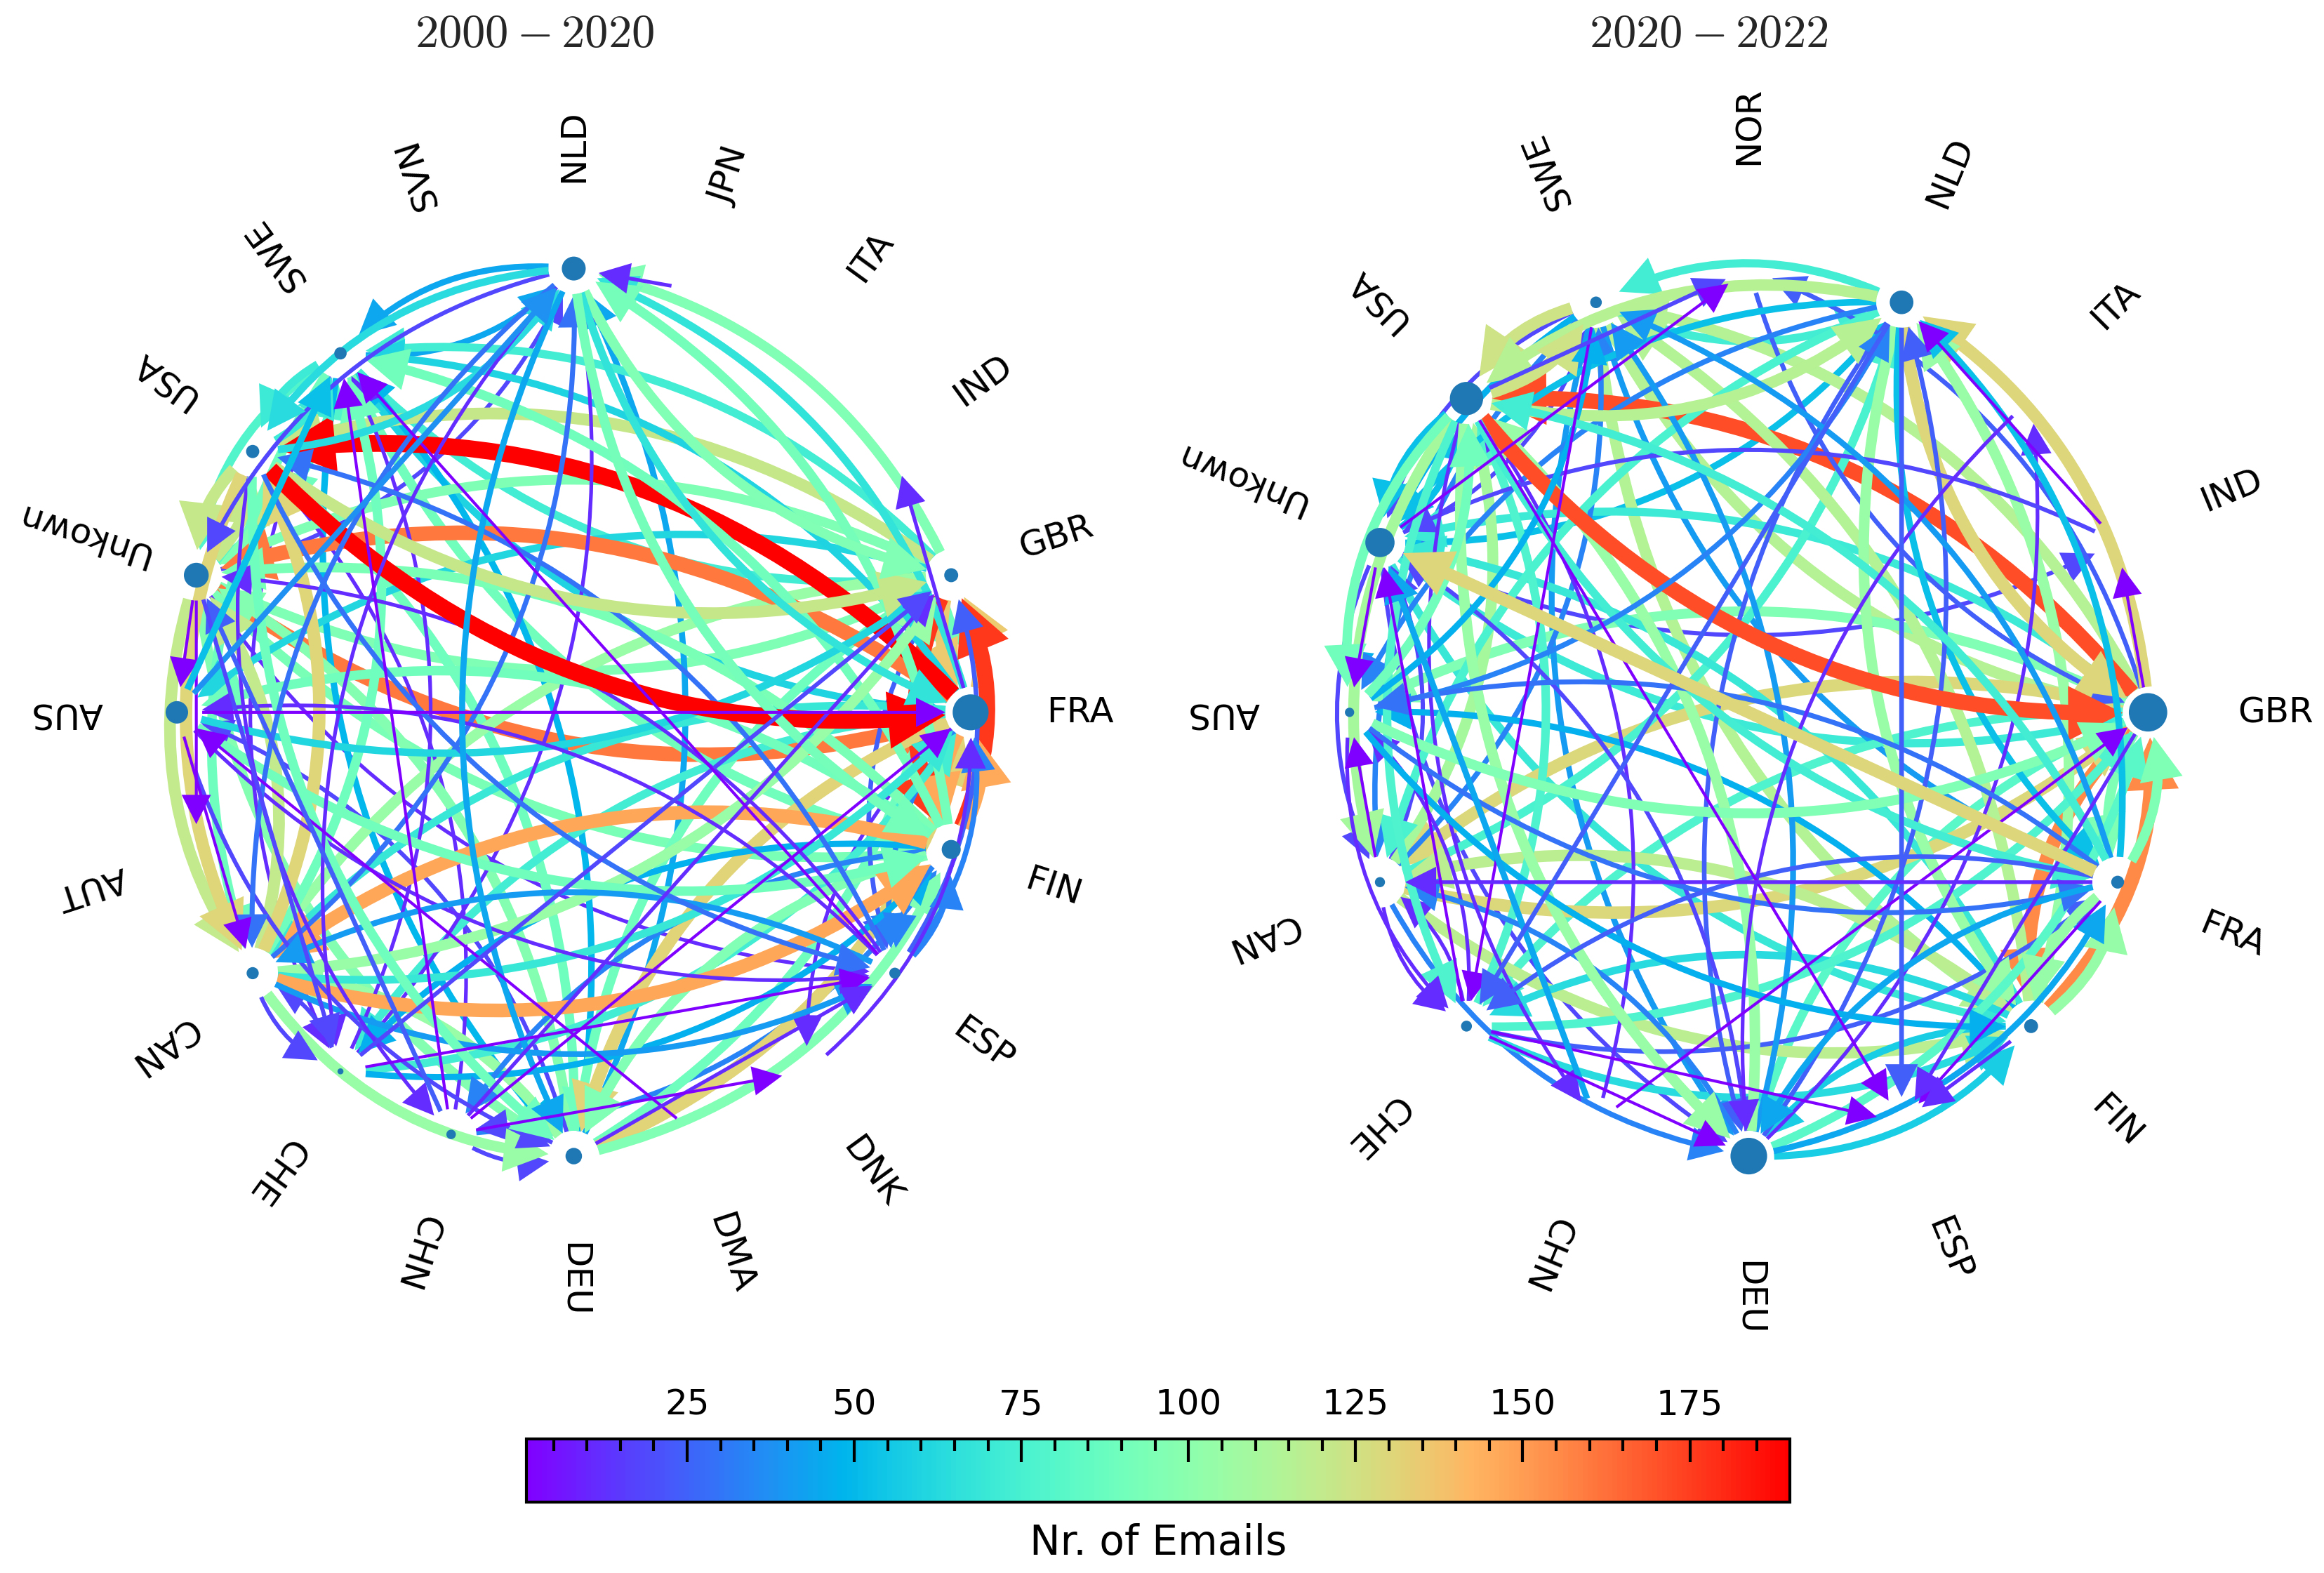 2000 – 2020
NLD
JPN
ITA
IND
GBR
FRA
FIN
ESP
DNK
DMA
DEU
CHN
CHE
CAN
AUT
AUS
Unkown
USA
SWE
SVN
2020 – 2022
NOR
NLD
ITA
IND
GBR
FRA
FIN
ESP
DEU
CHN
CHE
CAN
AUS
Unkown
USA
SWE
25 50 75 100 125 150 175
Nr. of Emails